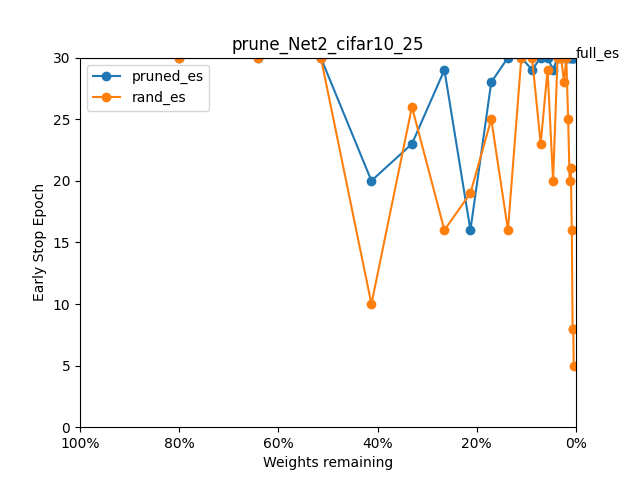 prune_Net2_cifar10_25
full_es
pruned_es
rand_es
30
25
20
15
10
5
0
Early Stop Epoch
100% 80% 60% 40% 20% 0%
Weights remaining